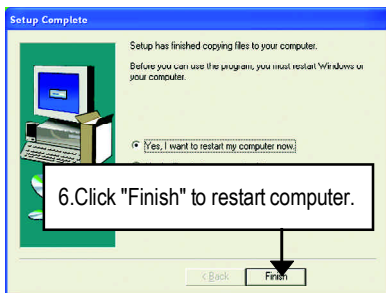 Setup Complete
Setup has finished copying files to your computer.
Before you can use the program, you must restart Windows or
your computer.
Yes, I want to restart my computer now.
6.Click "Finish" to restart computer.
< Back
Finish